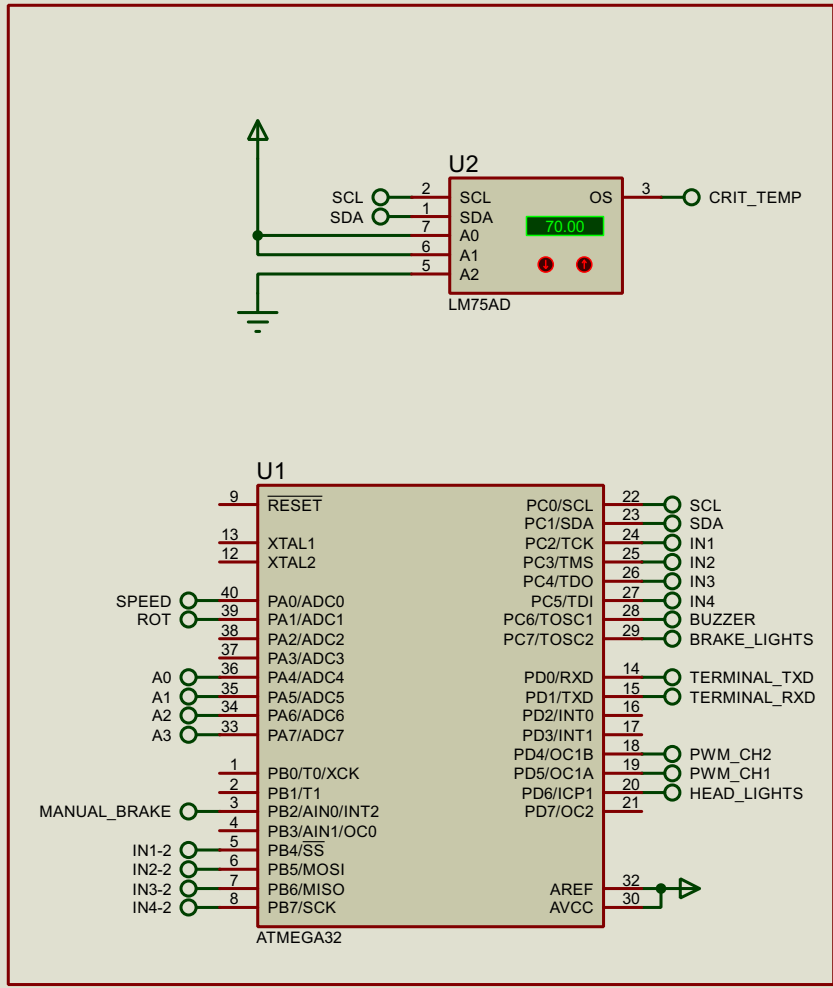 U2
SCL 2 SCL OS 3 CRIT_TEMP
SDA 1 SDA
7 A0 70.00
6 A1
5 A2
LM75AD
U1
9 RESET PC0/SCL 22 SCL
PC1/SDA 23 SDA
13 XTAL1 PC2/TCK 24 IN1
12 XTAL2 PC3/TMS 25 IN2
PC4/TDO 26 IN3
SPEED 40 PA0/ADC0 PC5/TDI 27 IN4
ROT 39 PA1/ADC1 PC6/TOSC1 28 BUZZER
38 PA2/ADC2 PC7/TOSC2 29 BRAKE_LIGHTS
37 PA3/ADC3
A0 36 PA4/ADC4 PD0/RXD 14 TERMINAL_TXD
A1 35 PA5/ADC5 PD1/TXD 15 TERMINAL_RXD
A2 34 PA6/ADC6 PD2/INT0 16
A3 33 PA7/ADC7 PD3/INT1 17
PD4/OC1B 18 PWM_CH2
1 PB0/T0/XCK PD5/OC1A 19 PWM_CH1
2 PB1/T1 PD6/ICP1 20 HEAD_LIGHTS
MANUAL_BRAKE 3 PB2/AIN0/INT2 PD7/OC2 21
4 PB3/AIN1/OC0
IN1-2 5 PB4/SS
IN2-2 6 PB5/MOSI
IN3-2 7 PB6/MISO AREF 32
IN4-2 8 PB7/SCK AVCC 30
ATMEGA32